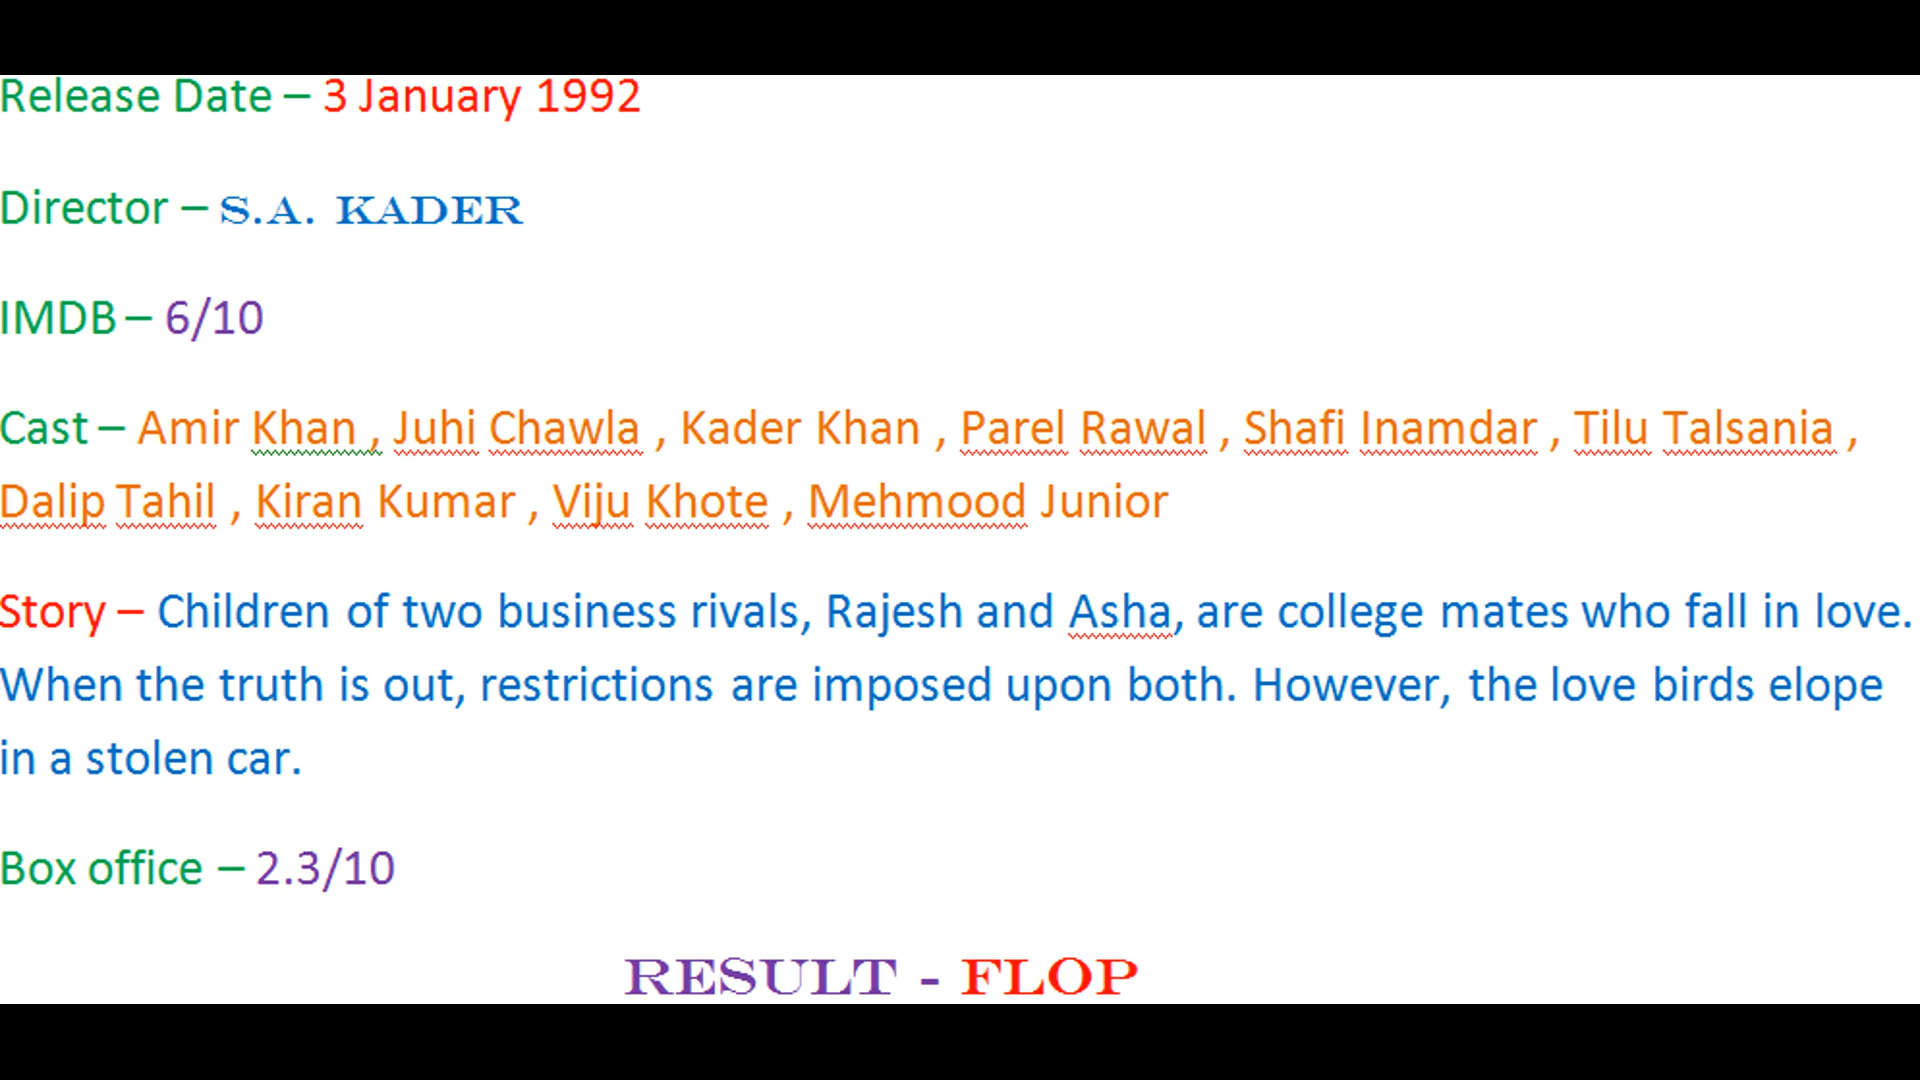 Release Date – 3 January 1992
Director – S.A. KADER
IMDB – 6/10
Cast – Amir Khan , Juhi Chawla , Kader Khan , Parel Rawal , Shafi Inamdar , Tilu Talsania ,
Dalip Tahil , Kiran Kumar , Viju Khote , Mehmood Junior
Story – Children of two business rivals, Rajesh and Asha, are college mates who fall in love.
When the truth is out, restrictions are imposed upon both. However, the love birds elope
in a stolen car.
Box office – 2.3/10
RESULT - FLOP